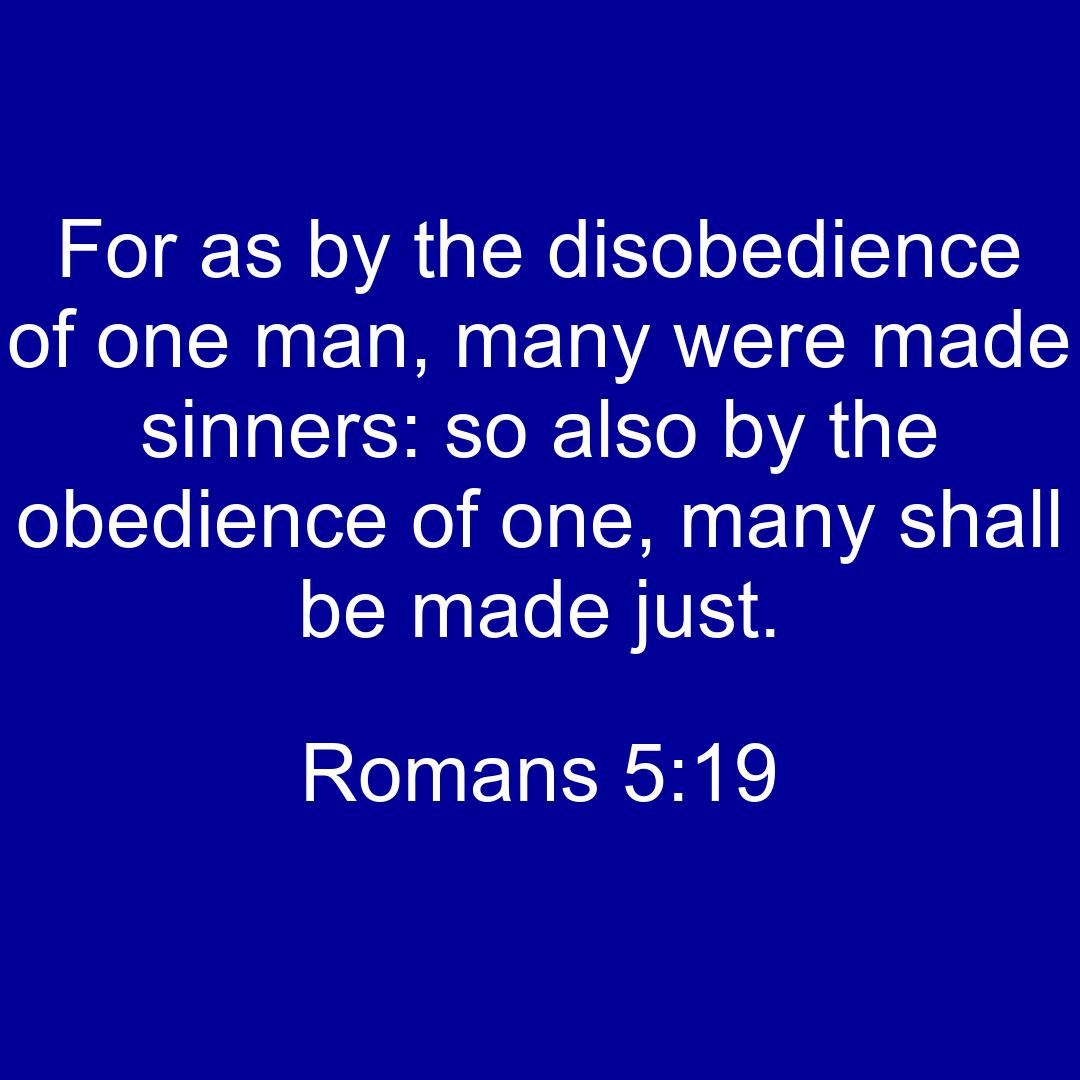 For as by the disobedience
of one man, many were made
sinners: so also by the
obedience of one, many shall
be made just.
Romans 5:19